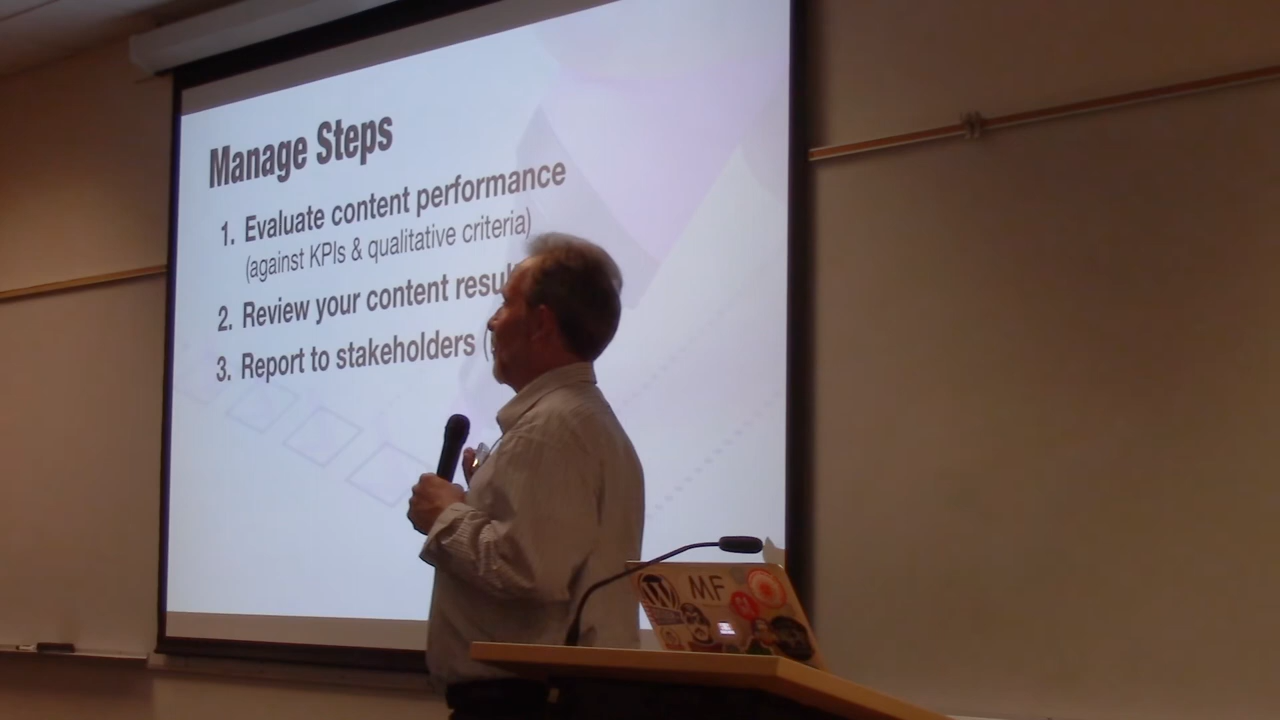 Manage Steps
1. Evaluate content performance
(against KPIs & qualitative criteria)
2. Review your content
3. Report to stakeholders (
MF